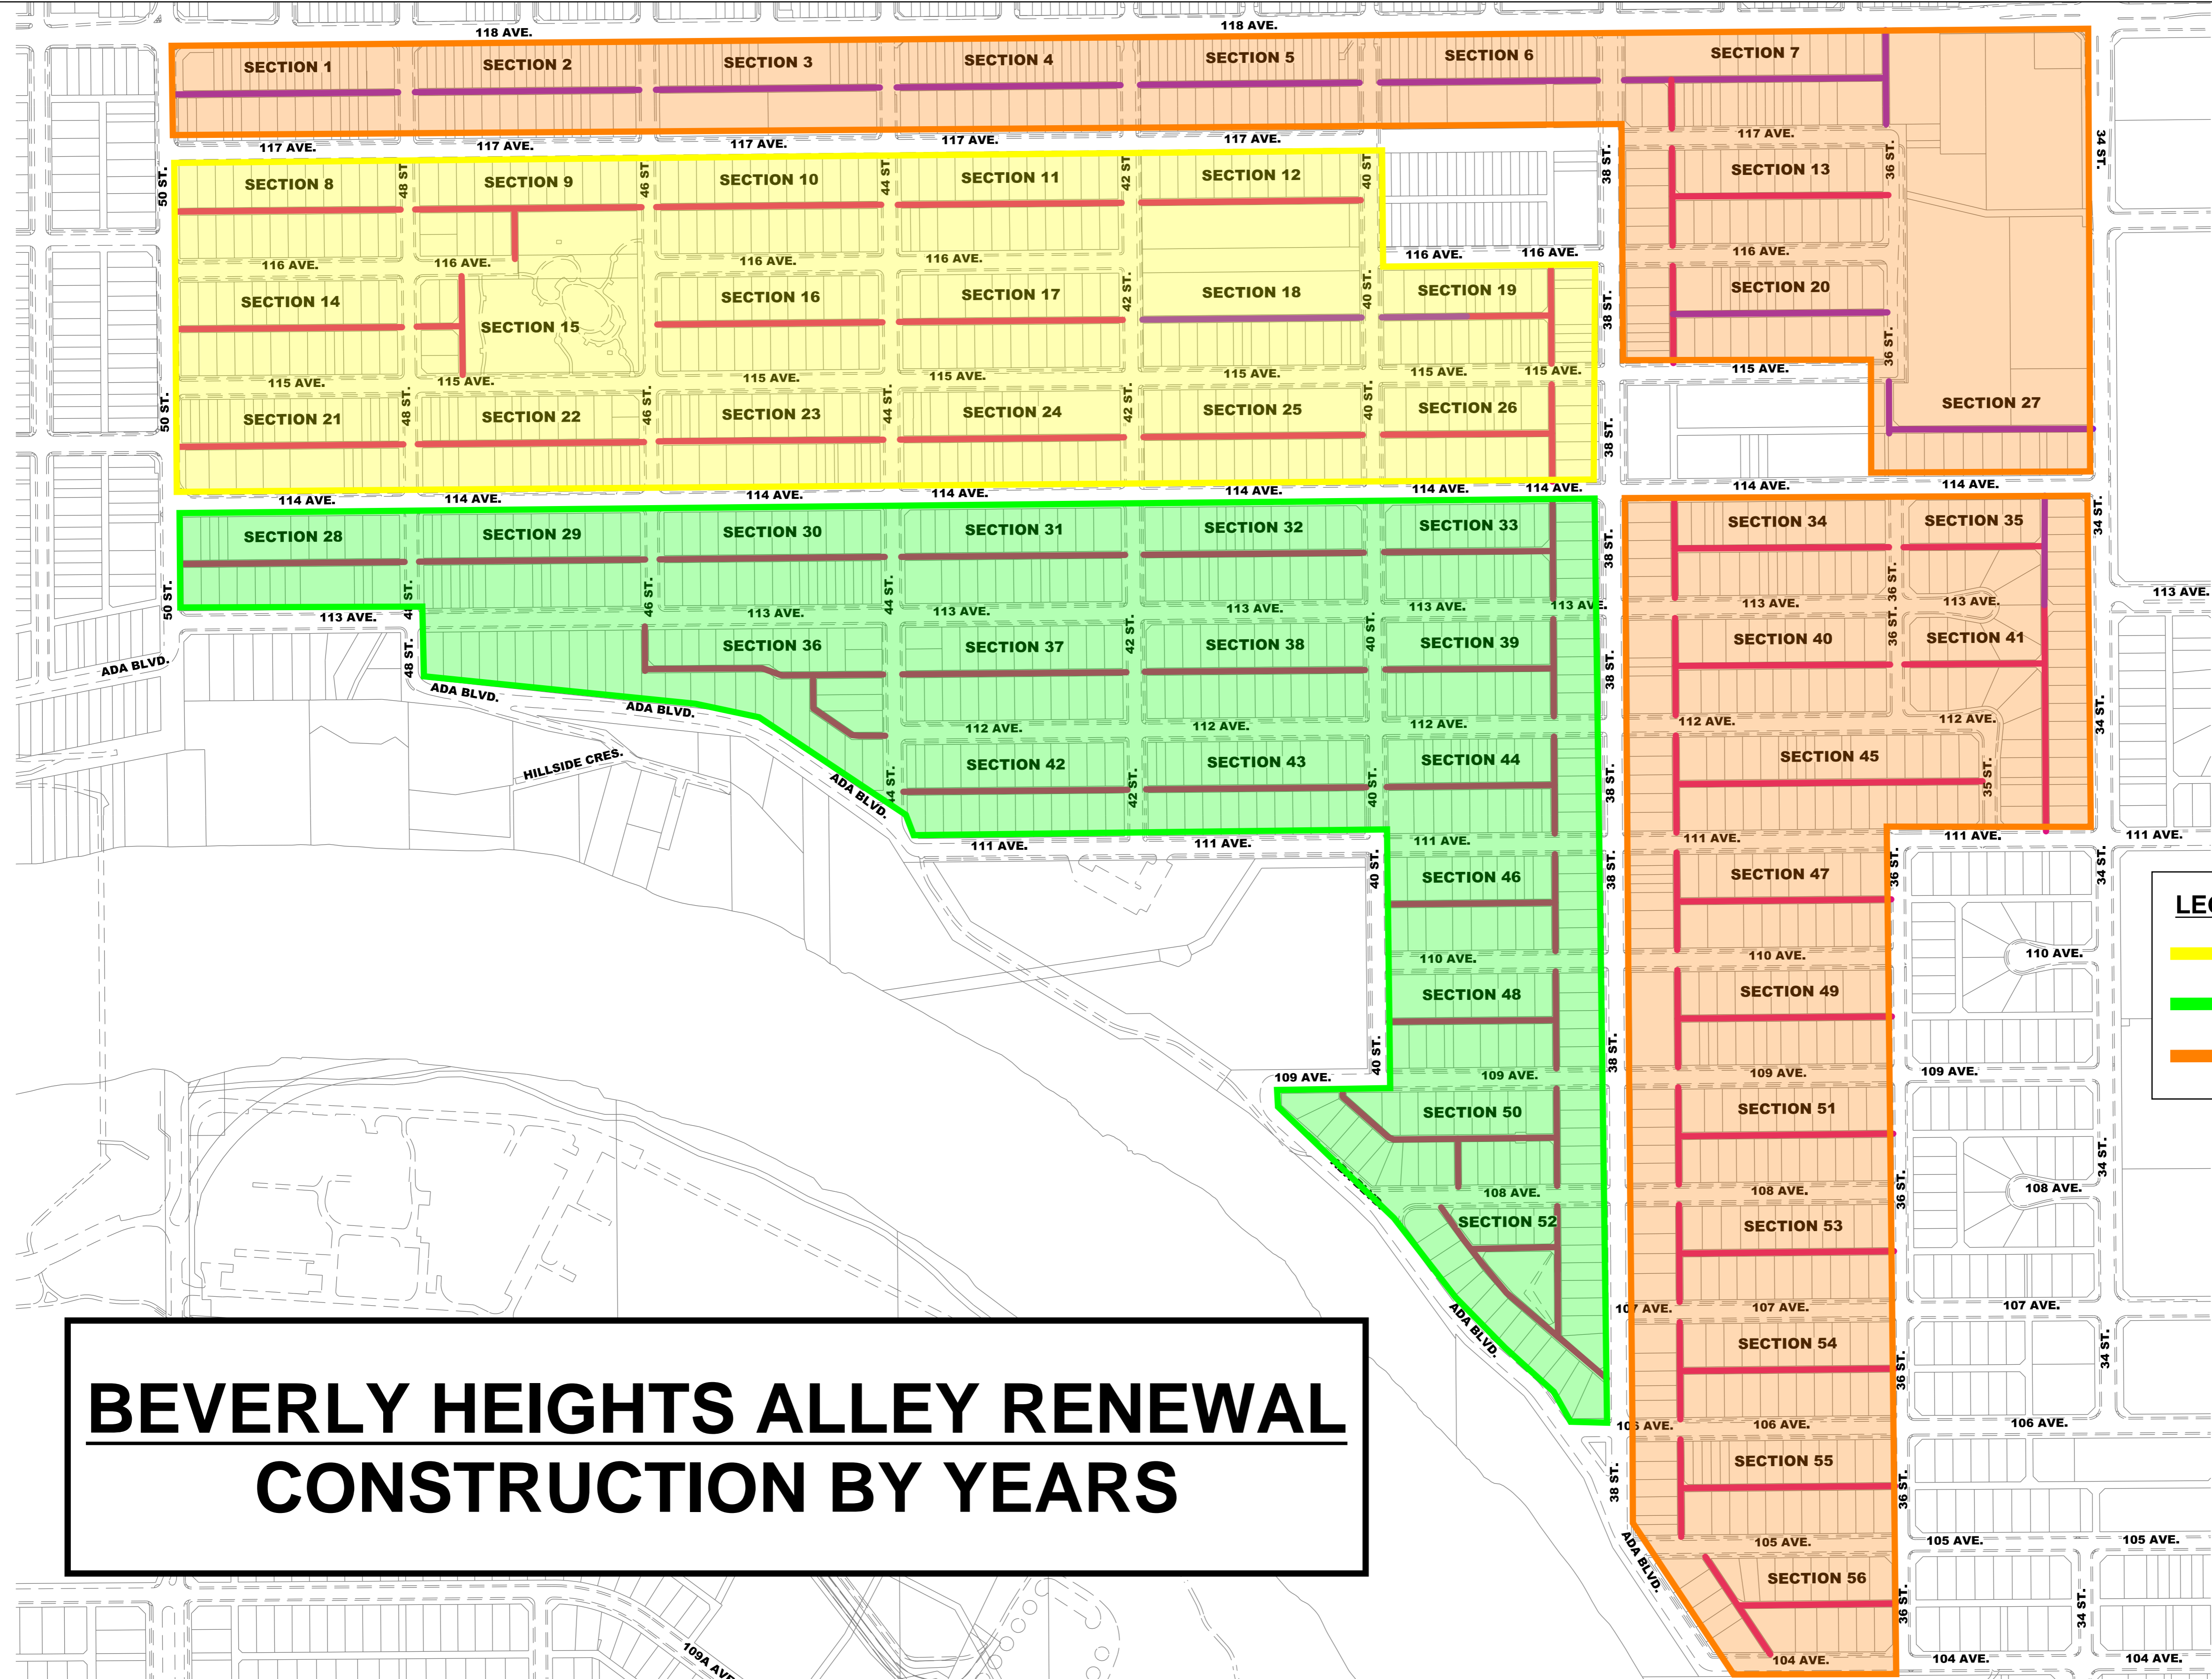 118 AVE.
118 AVE.
SECTION 1
SECTION 2
SECTION 3
SECTION 4
SECTION 5
SECTION 6
SECTION 7
117 AVE.
117 AVE.
117 AVE.
117 AVE.
117 AVE.
117 AVE.
34 ST.
50 ST.
SECTION 8
48 ST
SECTION 9
46 ST
SECTION 10
44 ST
SECTION 11
42 ST
SECTION 12
40 ST
38 ST.
SECTION 13
36 ST.
116 AVE.
116 AVE.
116 AVE.
116 AVE.
116 AVE.
116 AVE.
116 AVE.
SECTION 14
SECTION 15
SECTION 16
SECTION 17
42 ST.
SECTION 18
40 ST.
SECTION 19
38 ST.
SECTION 20
36 ST.
115 AVE.
115 AVE.
115 AVE.
115 AVE.
115 AVE.
115 AVE.
115 AVE.
115 AVE.
50 ST.
SECTION 21
48 ST.
SECTION 22
46 ST.
SECTION 23
44 ST.
SECTION 24
42 ST.
SECTION 25
40 ST.
SECTION 26
38 ST.
SECTION 27
114 AVE.
114 AVE.
114 AVE.
114 AVE.
114 AVE.
114 AVE.
114 AVE.
114 AVE.
114 AVE.
SECTION 28
SECTION 29
SECTION 30
SECTION 31
SECTION 32
SECTION 33
38 ST.
SECTION 34
SECTION 35
34 ST.
50 ST.
48 ST.
46 ST.
44 ST.
36 ST.
113 AVE.
113 AVE.
113 AVE.
113 AVE.
113 AVE.
113 AVE.
113 AVE.
113 AVE.
113 AVE.
ADA BLVD.
48 ST.
SECTION 36
SECTION 37
42 ST.
SECTION 38
40 ST.
SECTION 39
38 ST.
SECTION 40
36 ST.
SECTION 41
ADA BLVD.
ADA BLVD.
112 AVE.
112 AVE.
112 AVE.
112 AVE.
112 AVE.
34 ST.
HILLSIDE CRES.
ADA BLVD.
44 ST.
SECTION 42
42 ST.
SECTION 43
40 ST.
SECTION 44
38 ST.
SECTION 45
35 ST.
111 AVE.
111 AVE.
111 AVE.
111 AVE.
111 AVE.
111 AVE.
40 ST.
SECTION 46
38 ST.
SECTION 47
36 ST.
34 ST.
110 AVE.
110 AVE.
110 AVE.
SECTION 48
SECTION 49
40 ST.
38 ST.
109 AVE.
109 AVE.
109 AVE.
109 AVE.
SECTION 50
SECTION 51
34 ST.
108 AVE.
108 AVE.
108 AVE.
36 ST.
SECTION 52
SECTION 53
ADA BLVD.
107 AVE.
107 AVE.
107 AVE.
SECTION 54
36 ST.
34 ST.
106 AVE.
106 AVE.
106 AVE.
38 ST.
SECTION 55
36 ST.
ADA BLVD.
105 AVE.
105 AVE.
105 AVE.
SECTION 56
36 ST.
34 ST.
104 AVE.
104 AVE.
104 AVE.
BEVERLY HEIGHTS ALLEY RENEWAL
CONSTRUCTION BY YEARS